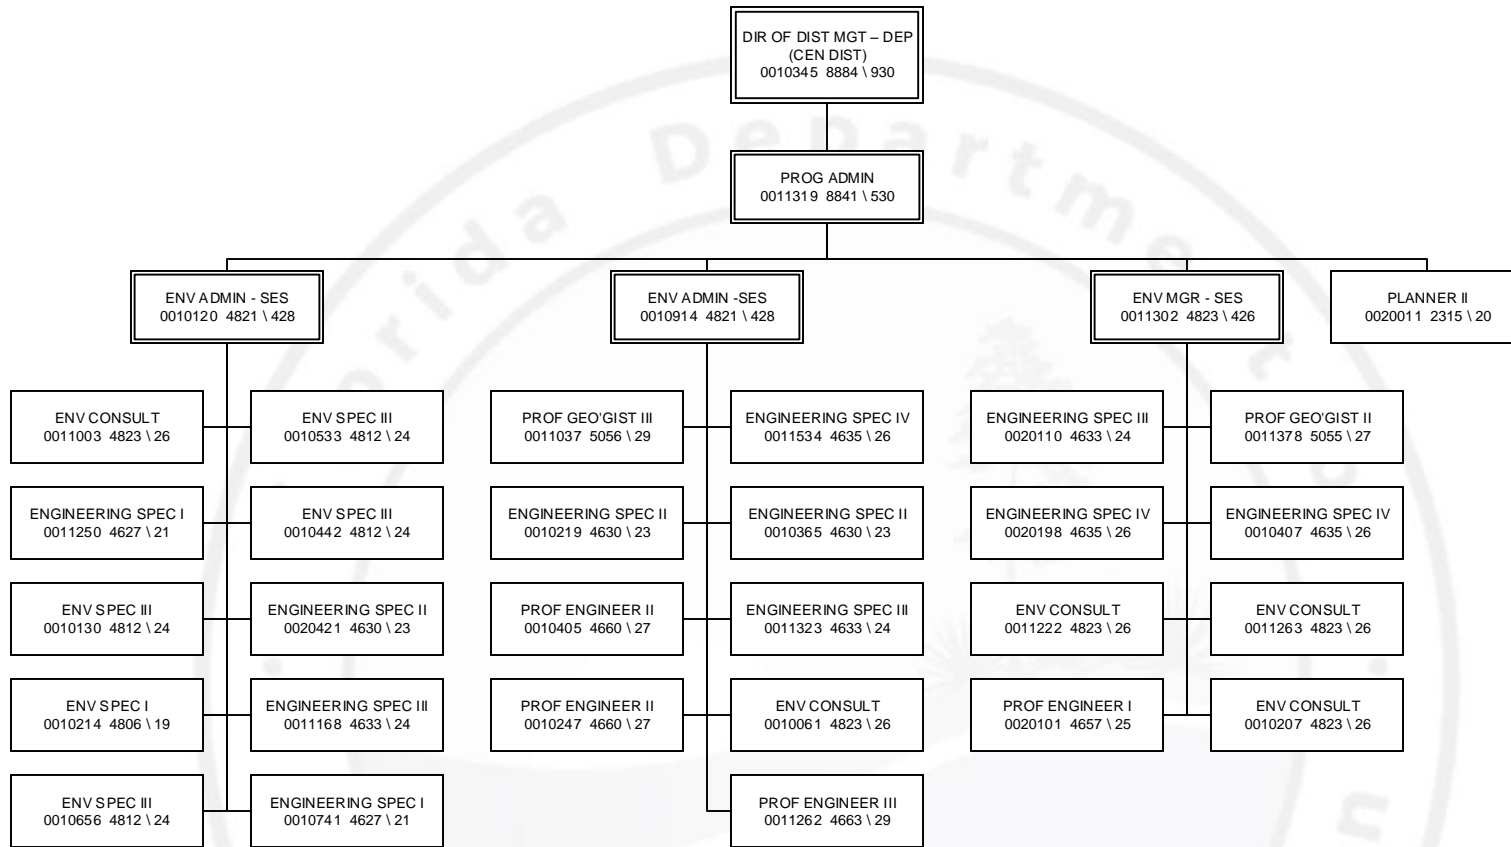 DIR OF DIST MGT – DEP
(CEN DIST)
0010345 8884 \ 930
PROG ADMIN
0011319 8841 \ 530
ENV ADMIN - SES
0010120 4821 \ 428
ENV ADMIN -SES
0010914 4821 \ 428
ENV MGR - SES
0011302 4823 \ 426
PLANNER II
0020011 2315 \ 20
ENV CONSULT
0011003 4823 \ 26
ENV SPEC III
0010533 4812 \ 24
PROF GEO'GIST III
0011037 5056 \ 29
ENGINEERING SPEC IV
0011534 4635 \ 26
ENGINEERING SPEC III
0020110 4633 \ 24
PROF GEO'GIST II
0011378 5055 \ 27
ENGINEERING SPEC I
0011250 4627 \ 21
ENV SPEC III
0010442 4812 \ 24
ENGINEERING SPEC II
0010219 4630 \ 23
ENGINEERING SPEC II
0010365 4630 \ 23
ENGINEERING SPEC IV
0020198 4635 \ 26
ENGINEERING SPEC IV
0010407 4635 \ 26
ENV SPEC III
0010130 4812 \ 24
ENGINEERING SPEC II
0020421 4630 \ 23
PROF ENGINEER II
0010405 4660 \ 27
ENGINEERING SPEC III
0011323 4633 \ 24
ENV CONSULT
0011222 4823 \ 26
ENV CONSULT
0011263 4823 \ 26
ENV SPEC I
0010214 4806 \ 19
ENGINEERING SPEC III
0011168 4633 \ 24
PROF ENGINEER II
0010247 4660 \ 27
ENV CONSULT
0010061 4823 \ 26
PROF ENGINEER I
0020101 4657 \ 25
ENV CONSULT
0010207 4823 \ 26
ENV SPEC III
0010656 4812 \ 24
ENGINEERING SPEC I
0010741 4627 \ 21
PROF ENGINEER III
0011262 4663 \ 29
Department